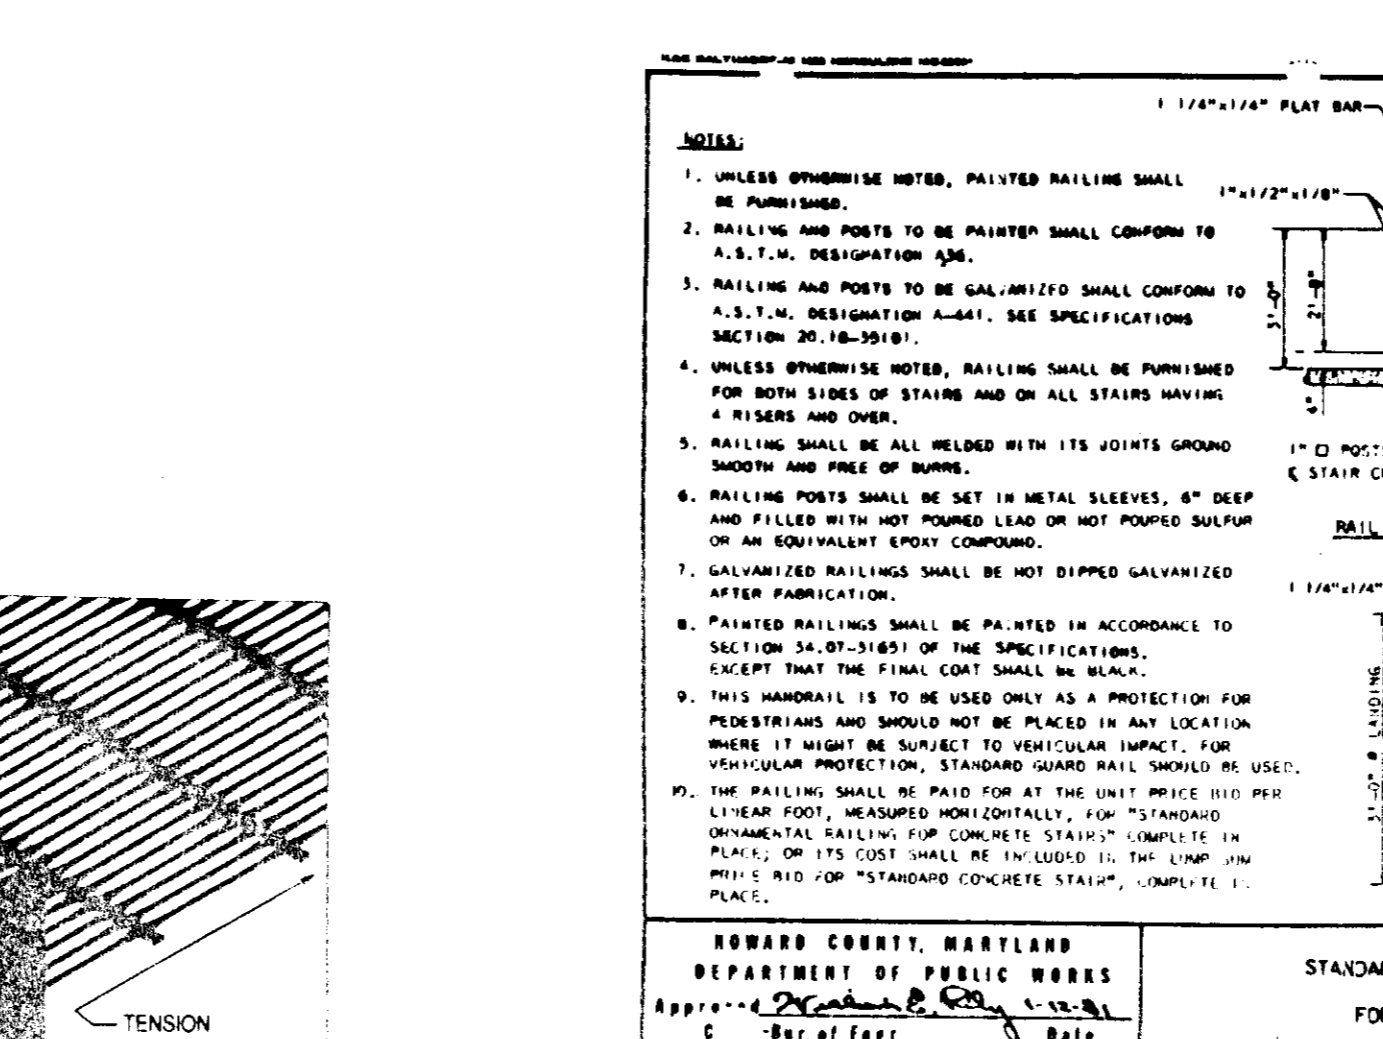 1 1/4"x1/4" FLAT BAR
NOTES:
1. UNLESS OTHERWISE NOTED, PAINTED RAILING SHALL
BE FURNISHED.
1"x1/2"x1/8"
2. RAILING AND POSTS TO BE PAINTED SHALL CONFORM TO
A.S.T.M. DESIGNATION A36.
3. RAILING AND POSTS TO BE GALVANIZED SHALL CONFORM TO
A.S.T.M. DESIGNATION A-441. SEE SPECIFICATIONS
SECTION
3'-0"
2'-8"
4. UNLESS OTHERWISE NOTED, RAILING SHALL BE FURNISHED
FOR BOTH SIDES OF STAIRS AND ON ALL STAIRS HAVING
4 RISERS AND OVER.
5. RAILING SHALL BE ALL WELDED WITH ITS JOINTS GROUND
SMOOTH AND FREE OF BURRS.
1" □ POSTS
℄ STAIR C
6. RAILING POSTS SHALL BE SET IN METAL SLEEVES, 6" DEEP
AND FILLED WITH HOT POURED LEAD OR HOT POURED SULFUR
OR AN EQUIVALENT EPOXY COMPOUND.
RAIL
7. GALVANIZED RAILINGS SHALL BE HOT DIPPED GALVANIZED
AFTER FABRICATION.
1 1/4"x1/4"
8. PAINTED RAILINGS SHALL BE PAINTED IN ACCORDANCE TO
SECTION OF THE SPECIFICATIONS.
EXCEPT THAT THE FINAL COAT SHALL BE BLACK.
9. THIS HANDRAIL IS TO BE USED ONLY AS A PROTECTION FOR
PEDESTRIANS AND SHOULD NOT BE PLACED IN ANY LOCATION
WHERE IT MIGHT BE SUBJECT TO VEHICULAR IMPACT. FOR
VEHICULAR PROTECTION, STANDARD GUARD RAIL SHOULD BE USED.
LANDING
10. THE RAILING SHALL BE PAID FOR AT THE UNIT PRICE BID PER
LINEAR FOOT, MEASURED HORIZONTALLY, FOR "STANDARD
ORNAMENTAL RAILING FOR CONCRETE STAIRS" COMPLETE IN
PLACE; OR ITS COST SHALL BE INCLUDED IN THE LUMP SUM
PRICE BID FOR "STANDARD CONCRETE STAIR", COMPLETE IN
PLACE.
HOWARD COUNTY, MARYLAND
DEPARTMENT OF PUBLIC WORKS
Approved 1-12-81
Date
STANDA
FO
TENSION